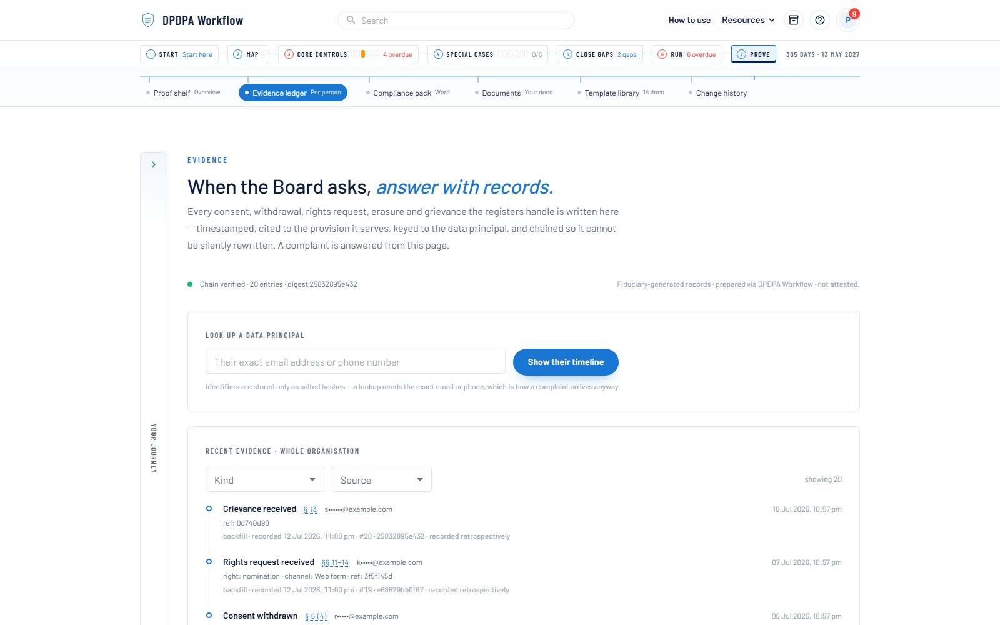 DPDPA Workflow
Search
How to use
Resources
9
P
1 START Start here
2 MAP
3 CORE CONTROLS 4 overdue
4 SPECIAL CASES 0/6
5 CLOSE GAPS 2 gaps
6 RUN 6 overdue
7 PROVE
305 DAYS · 13 MAY 2027
Proof shelf Overview
Evidence ledger Per person
Compliance pack Word
Documents Your docs
Template library 14 docs
Change history
YOUR JOURNEY
EVIDENCE
When the Board asks, answer with records.
Every consent, withdrawal, rights request, erasure and grievance the registers handle is written here
— timestamped, cited to the provision it serves, keyed to the data principal, and chained so it cannot
be silently rewritten. A complaint is answered from this page.
Chain verified · 20 entries · digest 25832895e432
Fiduciary-generated records · prepared via DPDPA Workflow · not attested.
LOOK UP A DATA PRINCIPAL
Their exact email address or phone number
Show their timeline
Identifiers are stored only as salted hashes — a lookup needs the exact email or phone, which is how a complaint arrives anyway.
RECENT EVIDENCE · WHOLE ORGANISATION
Kind
Source
showing 20
Grievance received § 13 s••••••@example.com 10 Jul 2026, 10:57 pm
ref: 0d740d90
backfill · recorded 12 Jul 2026, 11:00 pm · #20 · 25832895e432 · recorded retrospectively
Rights request received §§ 11–14 k•••••@example.com 07 Jul 2026, 10:57 pm
right: nomination · channel: Web form · ref: 3f5f145d
backfill · recorded 12 Jul 2026, 11:00 pm · #19 · e68629bb0f67 · recorded retrospectively
Consent withdrawn § 6(4) r•••••@example.com 06 Jul 2026, 10:57 pm